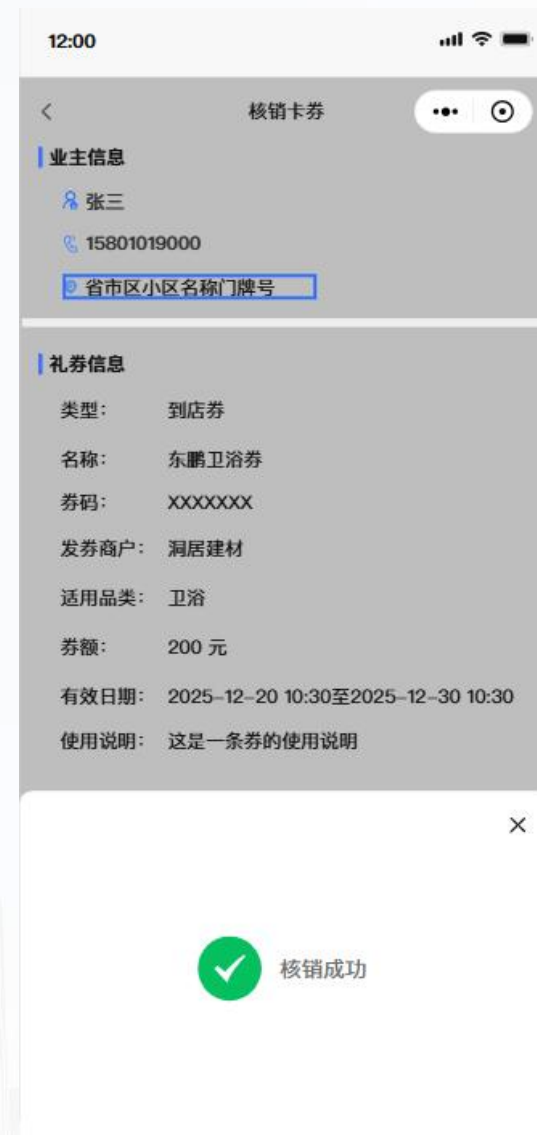 12:00
核销卡券
业主信息
张三
15801019000
省市区小区名称门牌号
礼券信息
类型： 到店券
名称： 东鹏卫浴券
券码： XXXXXXX
发券商户： 洞居建材
适用品类： 卫浴
券额： 200 元
有效日期： 2025-12-20 10:30至2025-12-30 10:30
使用说明： 这是一条券的使用说明
核销成功